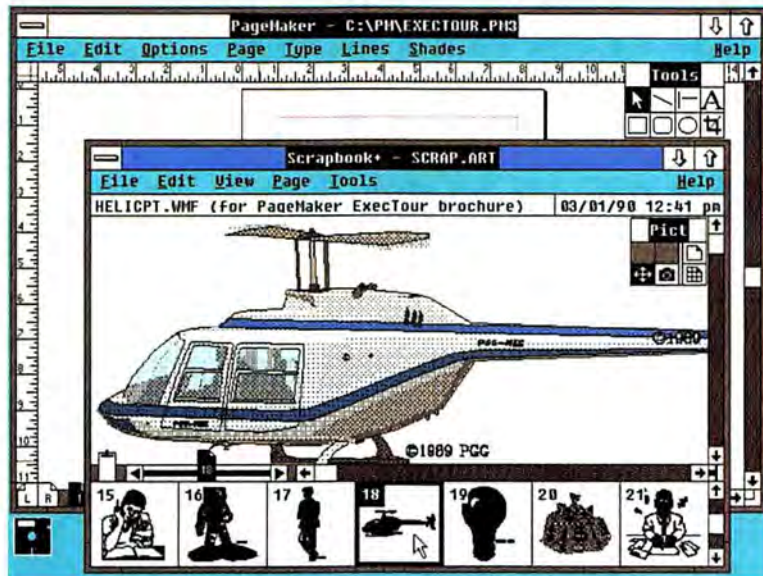 PageMaker - C:\PM\EXECTOUR.PM3
File Edit Options Page Type Lines Shades Help
Tools
A
Scrapbook+ - SCRAP.ART
File Edit View Page Tools Help
HELICPT.WMF (for PageMaker ExecTour brochure) 03/01/90 12:41 pm
Pict
©1989
©1989 PGG
18
15 16 17 18 19 20 21
L R